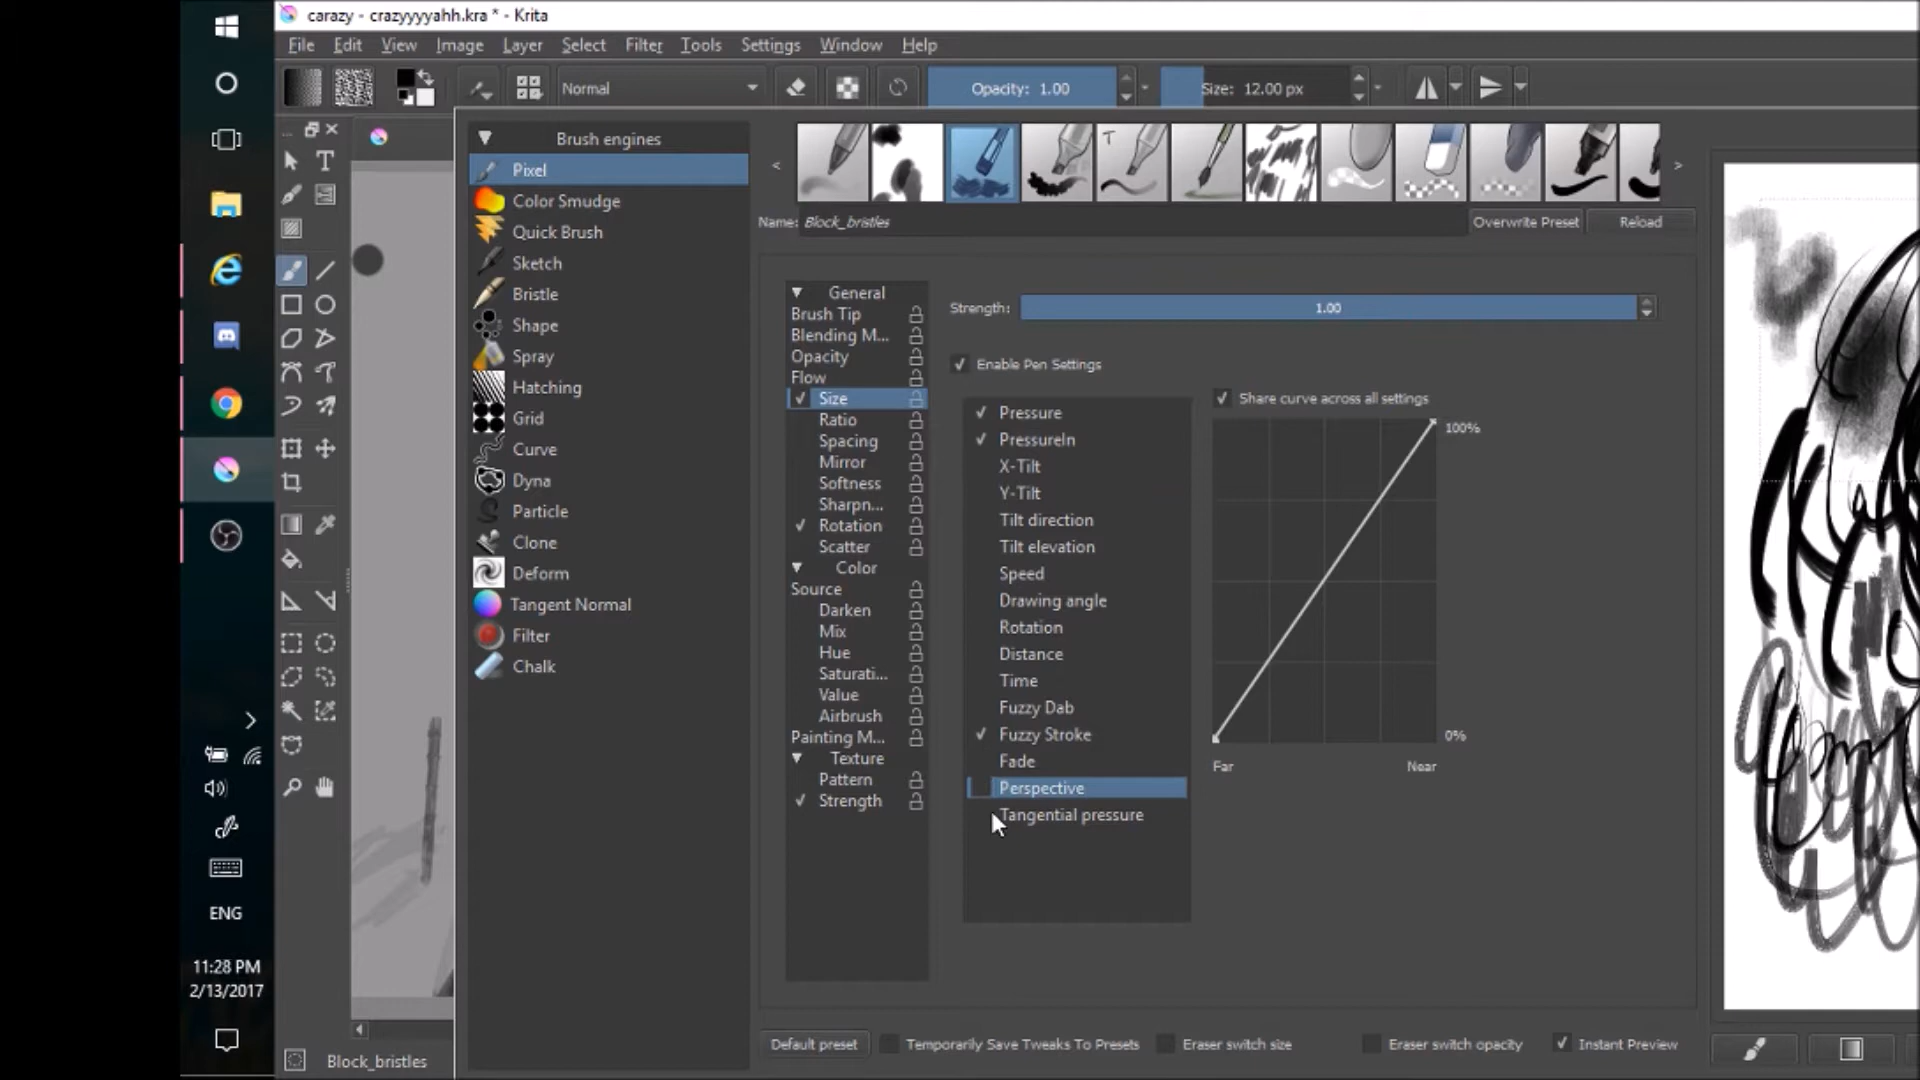 carazy - crazyyyyahh.kra * - Krita
File Edit View Image Layer Select Filter Tools Settings Window Help
Normal
Opacity: 1.00
Size: 12.00 px
Brush engines
Pixel
Color Smudge
Quick Brush
Sketch
Bristle
Shape
Spray
Hatching
Grid
Curve
Dyna
Particle
Clone
Deform
Tangent Normal
Filter
Chalk
T
Name: Block_bristles
Overwrite Preset
Reload
General
Brush Tip
Blending M...
Opacity
Flow
Size
Ratio
Spacing
Mirror
Softness
Sharpn...
Rotation
Scatter
Color
Source
Darken
Mix
Hue
Saturati...
Value
Airbrush
Painting M...
Texture
Pattern
Strength
Strength: 1.00
Enable Pen Settings
Pressure
PressureIn
X-Tilt
Y-Tilt
Tilt direction
Tilt elevation
Speed
Drawing angle
Rotation
Distance
Time
Fuzzy Dab
Fuzzy Stroke
Fade
Perspective
Tangential pressure
Share curve across all settings
100%
0%
Far
Near
Default preset
Temporarily Save Tweaks To Presets
Eraser switch size
Eraser switch opacity
Instant Preview
Block_bristles
ENG
11:28 PM
2/13/2017